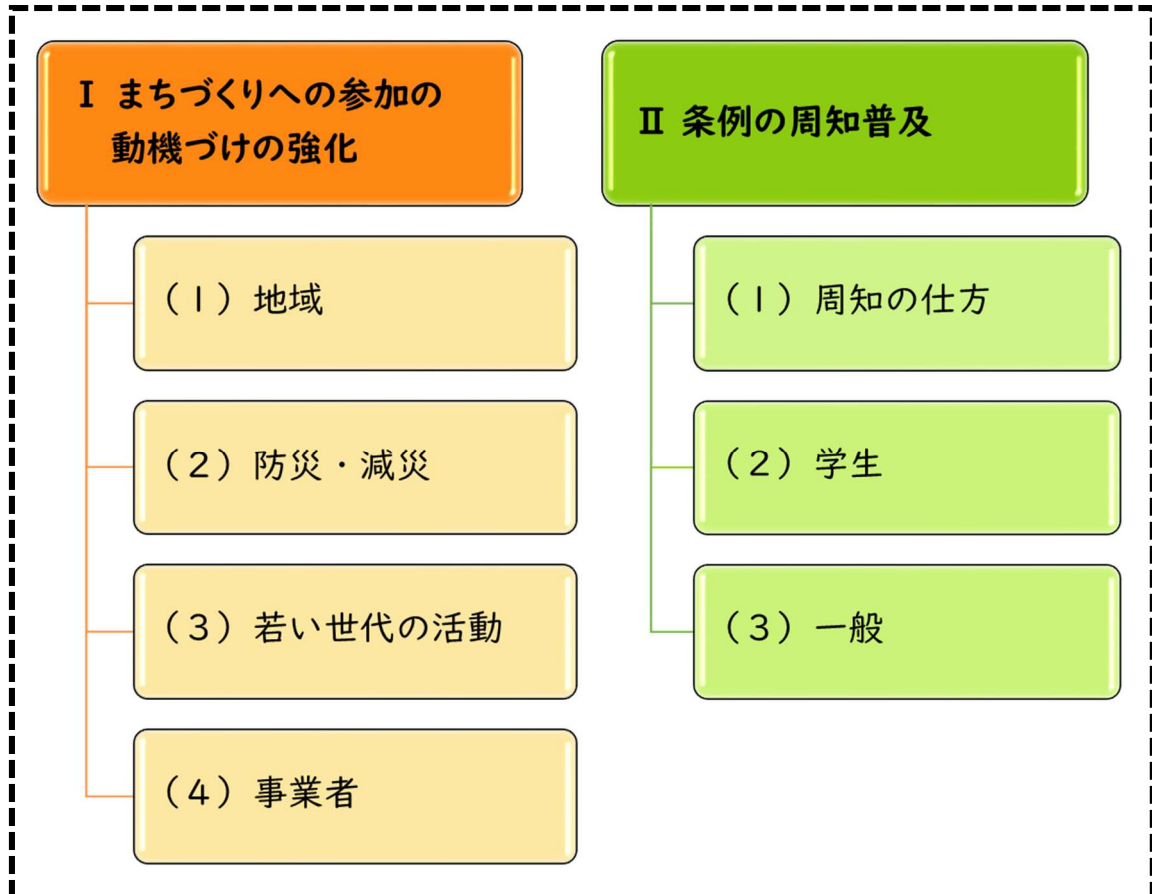 Ⅰ まちづくりへの参加の
動機づけの強化
（1）地域
（2）防災・減災
（3）若い世代の活動
（4）事業者
Ⅱ 条例の周知普及
（1）周知の仕方
（2）学生
（3）一般